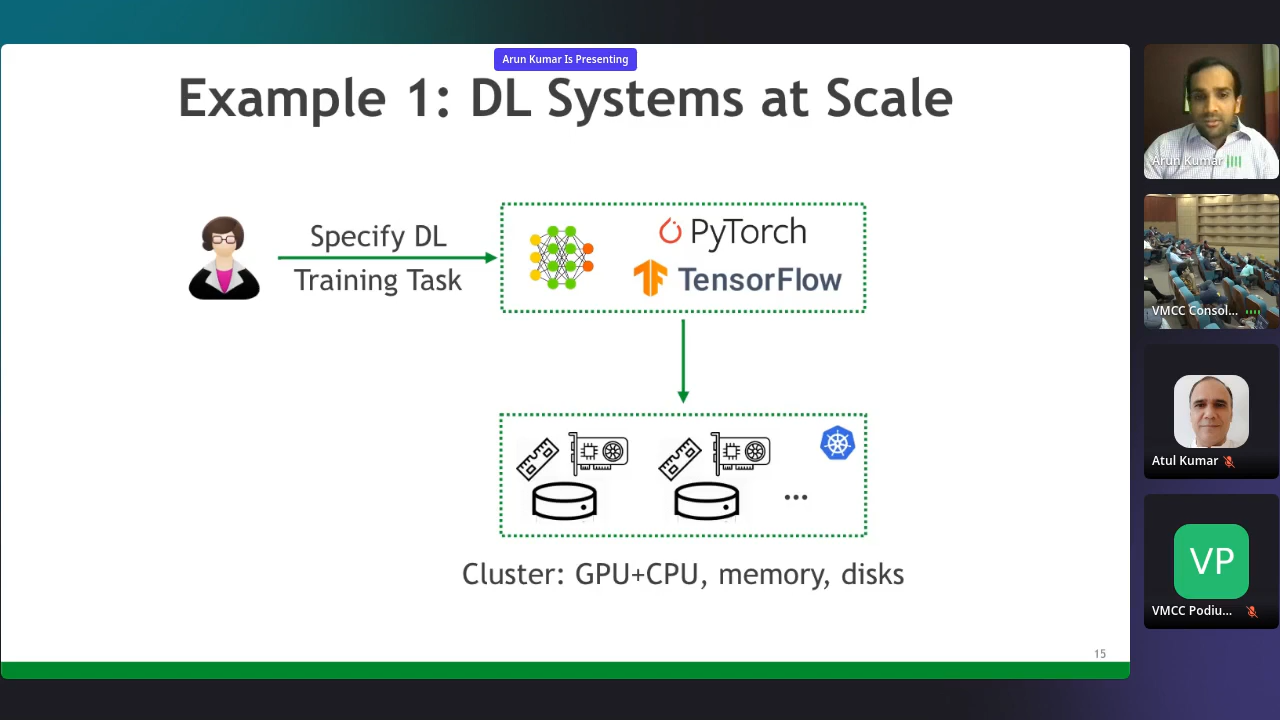 Arun Kumar Is Presenting
Example 1: DL Systems at Scale
Specify DL
Training Task
PyTorch
TensorFlow
...
Cluster: GPU+CPU, memory, disks
15
Arun Kumar
VMCC Consol...
Atul Kumar
VP
VMCC Podiu...